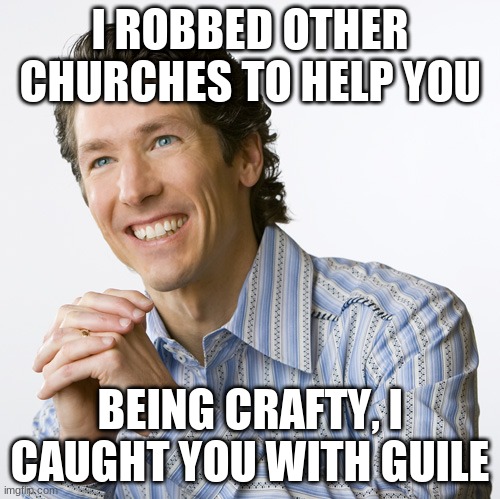 I ROBBED OTHER
CHURCHES TO HELP YOU
BEING CRAFTY, I
CAUGHT YOU WITH GUILE
imgflip.com